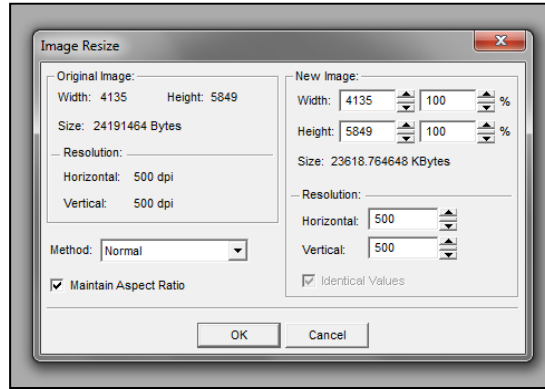 Image Resize
Original Image:
Width: 4135 Height: 5849
Size: 24191464 Bytes
Resolution:
Horizontal: 500 dpi
Vertical: 500 dpi
Method: Normal
Maintain Aspect Ratio
New Image:
Width: 4135 100 %
Height: 5849 100 %
Size: 23618.764648 KBytes
Resolution:
Horizontal: 500
Vertical: 500
Identical Values
OK Cancel